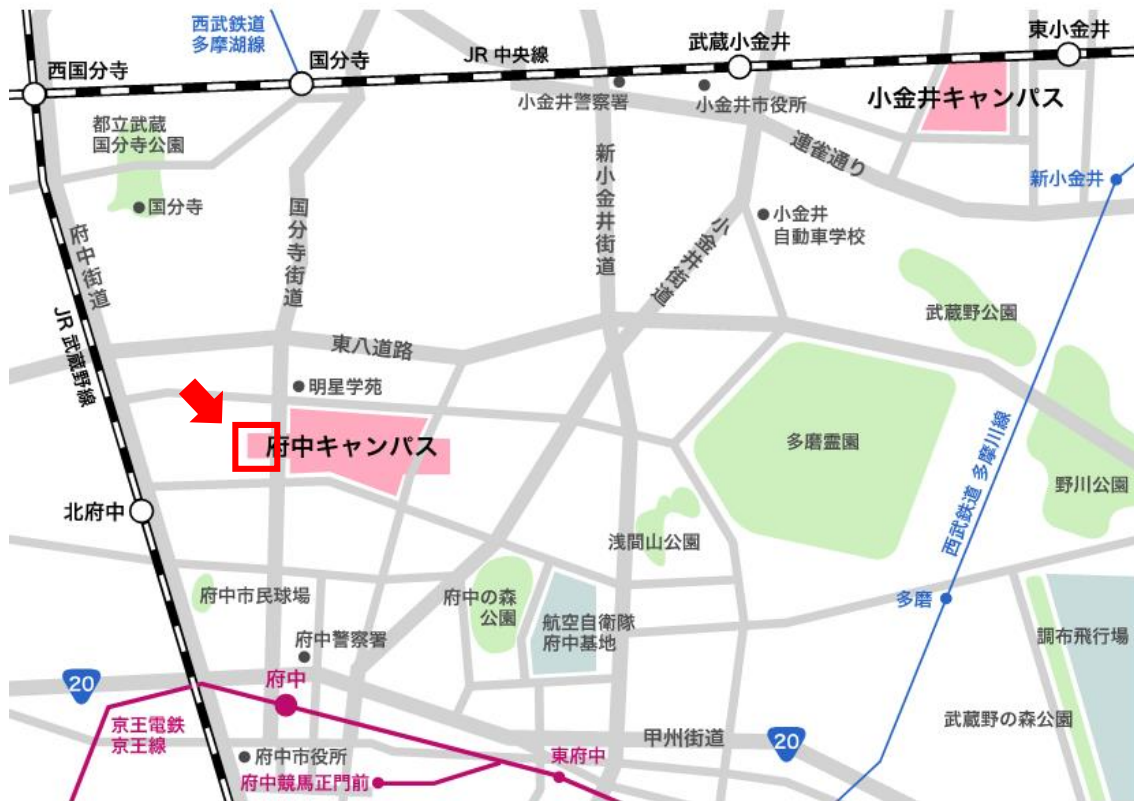 西武鉄道
多摩湖線
国分寺
JR 中央線
武蔵小金井
東小金井
西国分寺
小金井警察署
小金井市役所
小金井キャンパス
都立武蔵
国分寺公園
新小金井街道
連雀通り
新小金井
国分寺
国分寺街道
小金井
自動車学校
府中街道
小金井街道
武蔵野公園
JR 武蔵野線
東八道路
明星学苑
府中キャンパス
多磨霊園
西武鉄道 多摩川線
野川公園
北府中
浅間山公園
府中市民球場
府中の森
公園
多磨
航空自衛隊
府中基地
調布飛行場
府中警察署
20
府中
京王電鉄
京王線
武蔵野の森公園
甲州街道
20
府中市役所
東府中
府中競馬正門前